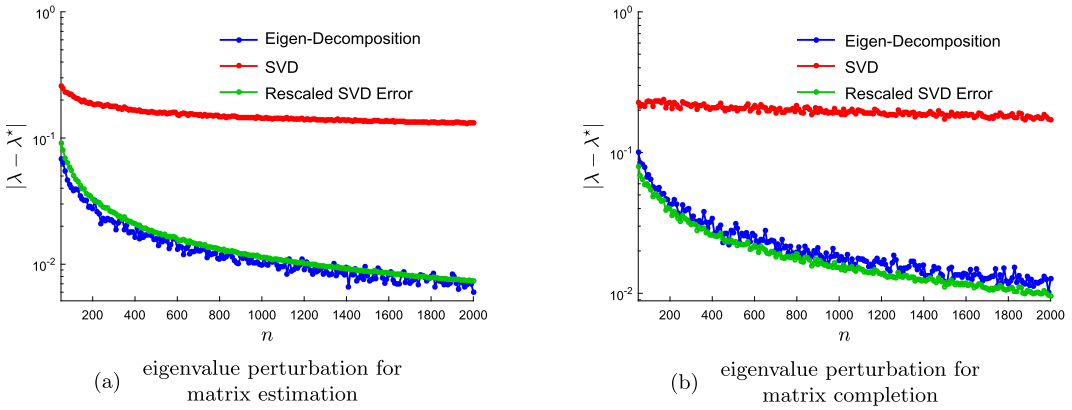 10^0
10^{-1}
10^{-2}
|λ − λ*|
Eigen-Decomposition
SVD
Rescaled SVD Error
200 400 600 800 1000 1200 1400 1600 1800 2000
n
(a) eigenvalue perturbation for
matrix estimation
10^0
10^{-1}
10^{-2}
|λ − λ*|
Eigen-Decomposition
SVD
Rescaled SVD Error
200 400 600 800 1000 1200 1400 1600 1800 2000
n
(b) eigenvalue perturbation for
matrix completion